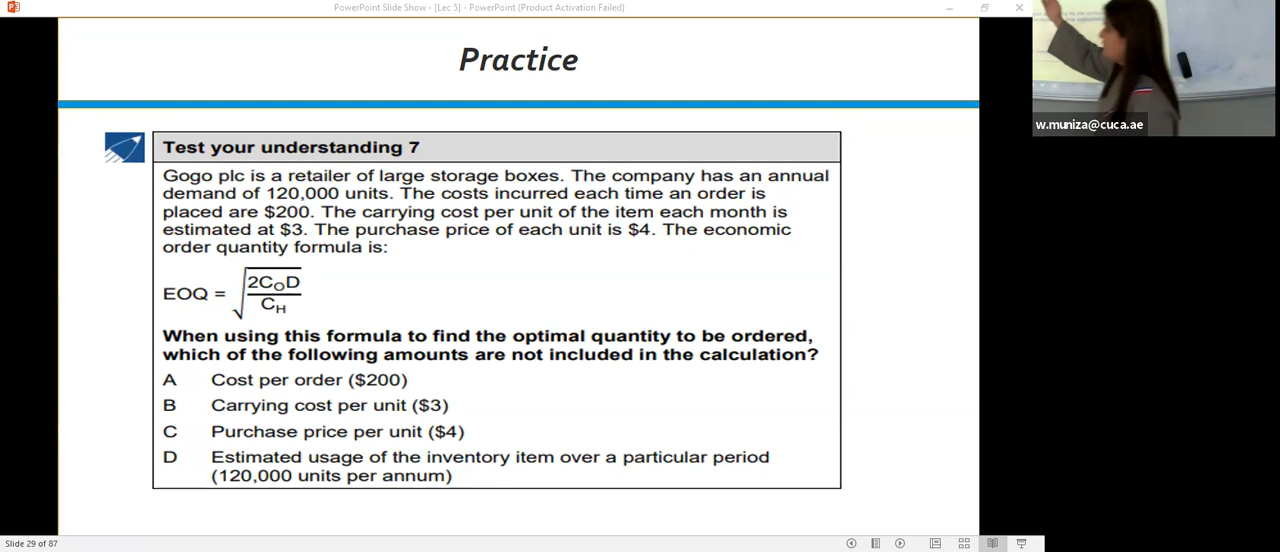 PowerPoint Slide Show - [Lec 3] - PowerPoint (Product Activation Failed)
Practice
w.muniza@cuca.ae
Test your understanding 7
Gogo plc is a retailer of large storage boxes. The company has an annual
demand of 120,000 units. The costs incurred each time an order is
placed are $200. The carrying cost per unit of the item each month is
estimated at $3. The purchase price of each unit is $4. The economic
order quantity formula is:
EOQ = √(2CₒD / Cₕ)
When using this formula to find the optimal quantity to be ordered,
which of the following amounts are not included in the calculation?
A Cost per order ($200)
B Carrying cost per unit ($3)
C Purchase price per unit ($4)
D Estimated usage of the inventory item over a particular period
(120,000 units per annum)
Slide 29 of 87